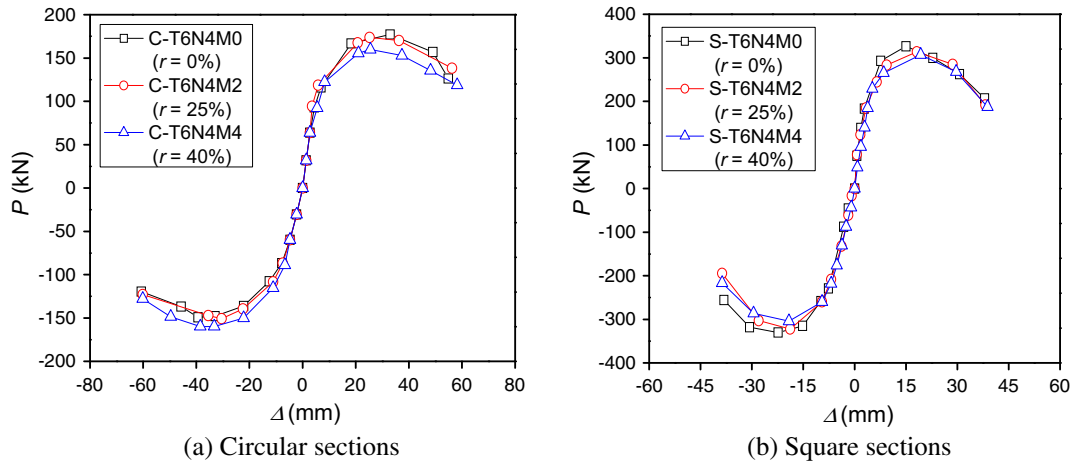 200
150
100
50
0
-50
-100
-150
-200
P (kN)
C-T6N4M0
(r = 0%)
C-T6N4M2
(r = 25%)
C-T6N4M4
(r = 40%)
-80 -60 -40 -20 0 20 40 60 80
Δ (mm)
(a) Circular sections
400
300
200
100
0
-100
-200
-300
-400
P (kN)
S-T6N4M0
(r = 0%)
S-T6N4M2
(r = 25%)
S-T6N4M4
(r = 40%)
-60 -45 -30 -15 0 15 30 45 60
Δ (mm)
(b) Square sections